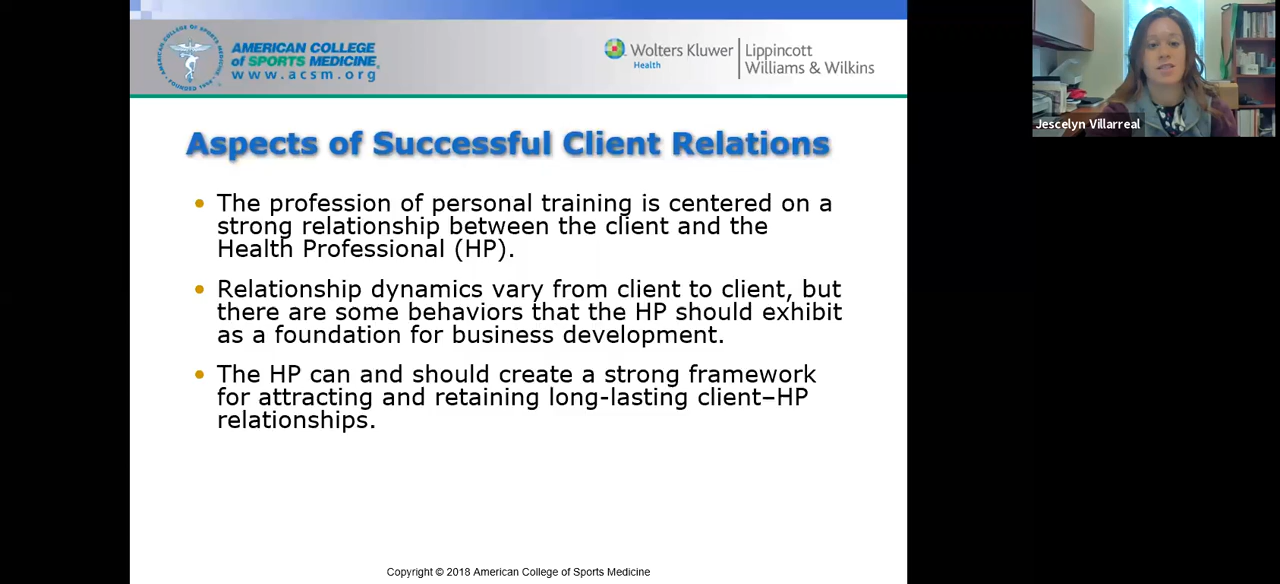 AMERICAN COLLEGE
of SPORTS MEDICINE®
www.acsm.org
Wolters Kluwer
Health
Lippincott
Williams & Wilkins
Jescelyn Villarreal
Aspects of Successful Client Relations
The profession of personal training is centered on a
strong relationship between the client and the
Health Professional (HP).
Relationship dynamics vary from client to client, but
there are some behaviors that the HP should exhibit
as a foundation for business development.
The HP can and should create a strong framework
for attracting and retaining long-lasting client–HP
relationships.
Copyright © 2018 American College of Sports Medicine